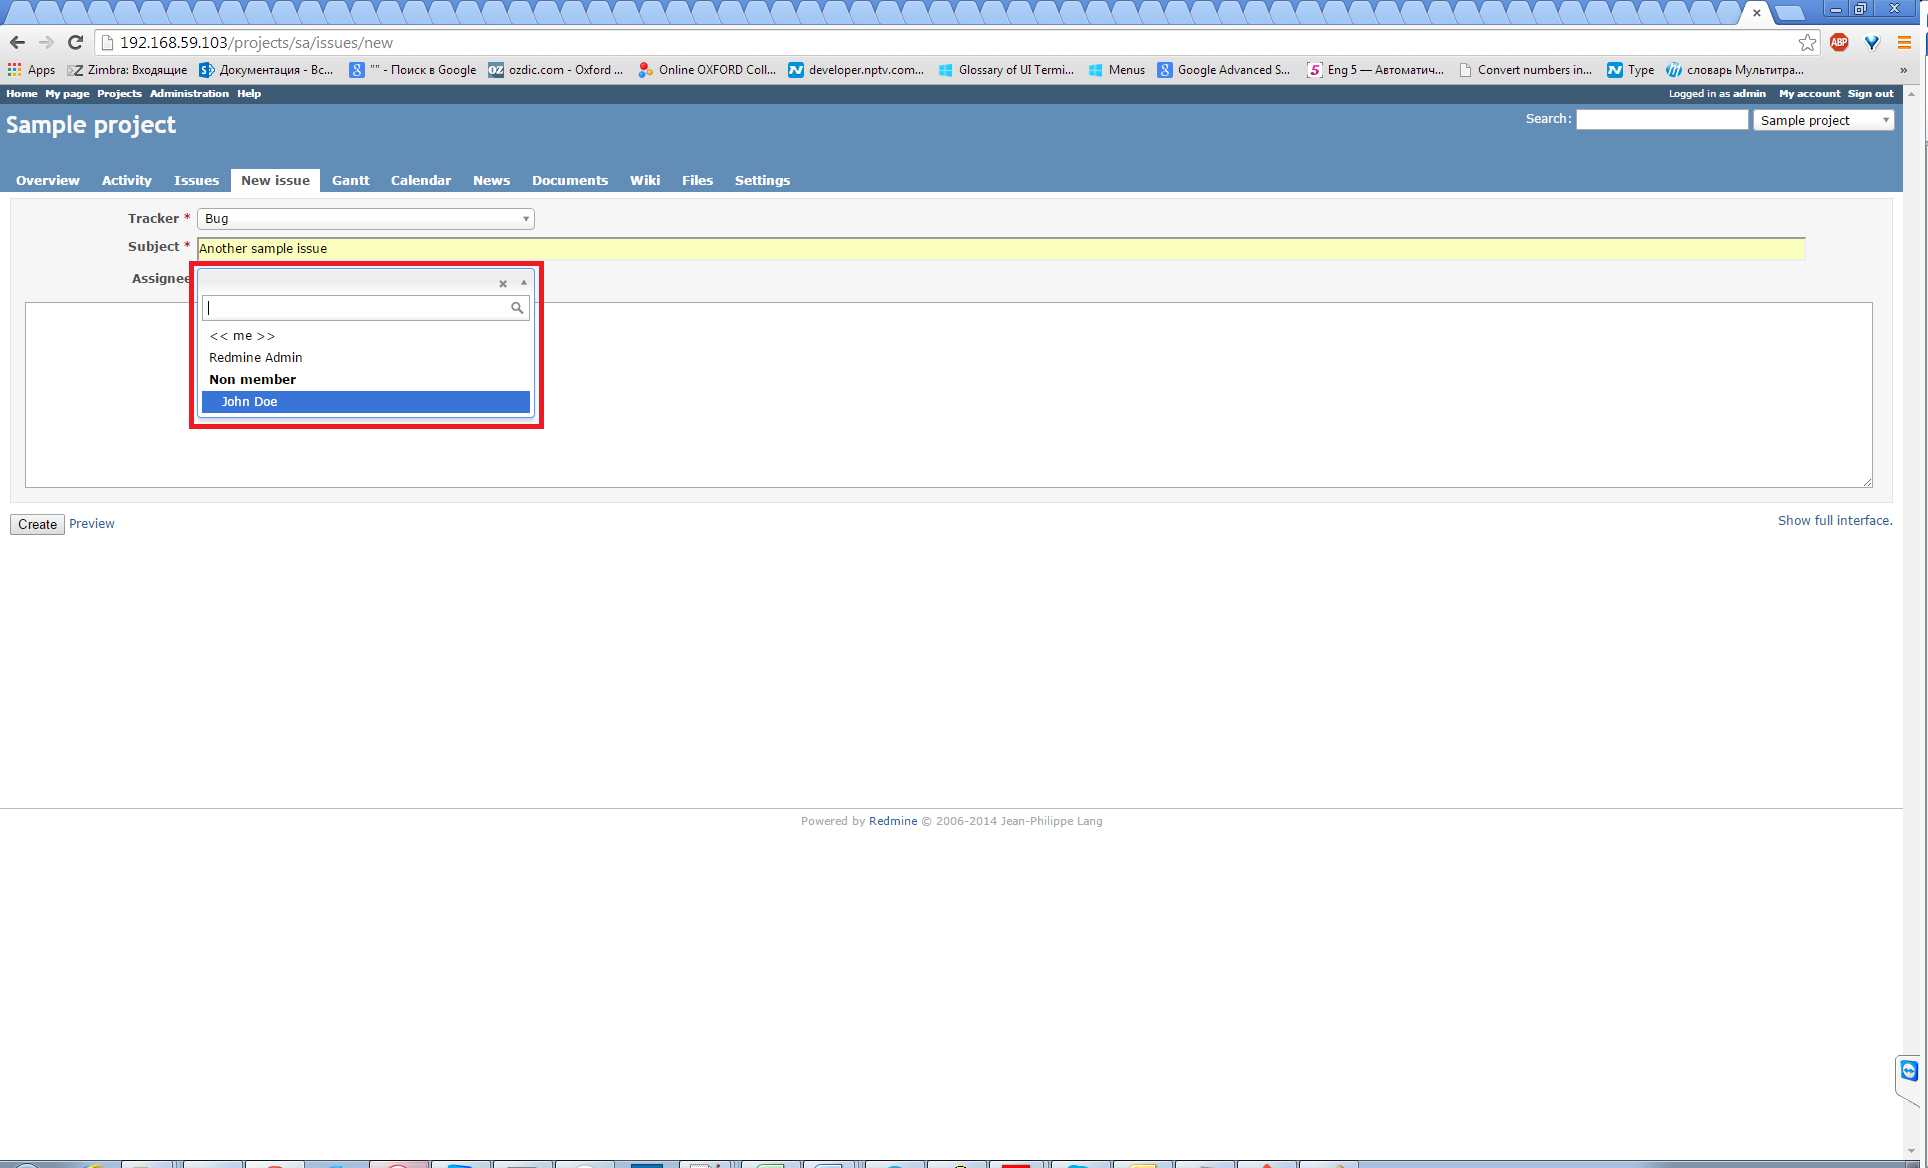 192.168.59.103/projects/sa/issues/new
ABP
Apps Zimbra: Входящие Документация - Вс... "" - Поиск в Google ozdic.com - Oxford ... Online OXFORD Coll... developer.nptv.com... Glossary of UI Termi... Menus Google Advanced S... Eng 5 — Автоматич... Convert numbers in... Type словарь Мультитра... »
Home My page Projects Administration Help Logged in as admin My account Sign out
Sample project Search: Sample project
Overview Activity Issues New issue Gantt Calendar News Documents Wiki Files Settings
Tracker * Bug
Subject * Another sample issue
Assignee
<< me >>
Redmine Admin
Non member
John Doe
Create Preview Show full interface.
Powered by Redmine © 2006-2014 Jean-Philippe Lang